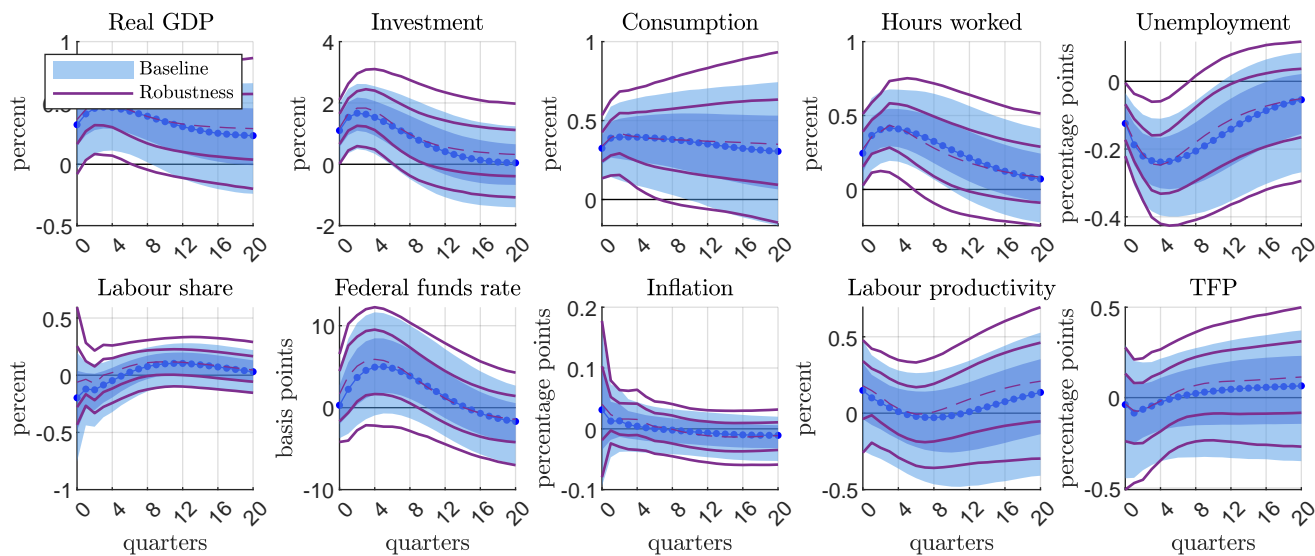 Real GDP
Investment
Consumption
Hours worked
Unemployment
Baseline
Robustness
percent
1
0
-0.5
0 4 8 12 16 20
4
2
0
-2
0 4 8 12 16 20
percent
1
0.5
0
0 4 8 12 16 20
percent
1
0.5
0
0 4 8 12 16 20
percentage points
0
-0.2
-0.4
0 4 8 12 16 20
Labour share
Federal funds rate
Inflation
Labour productivity
TFP
percent
0.5
0
-0.5
-1
0 4 8 12 16 20
quarters
basis points
10
0
-10
0 4 8 12 16 20
quarters
percentage points
0.2
0.1
0
-0.1
0 4 8 12 16 20
quarters
percent
0.5
0
-0.5
0 4 8 12 16 20
quarters
percentage points
0.5
0
-0.5
0 4 8 12 16 20
quarters